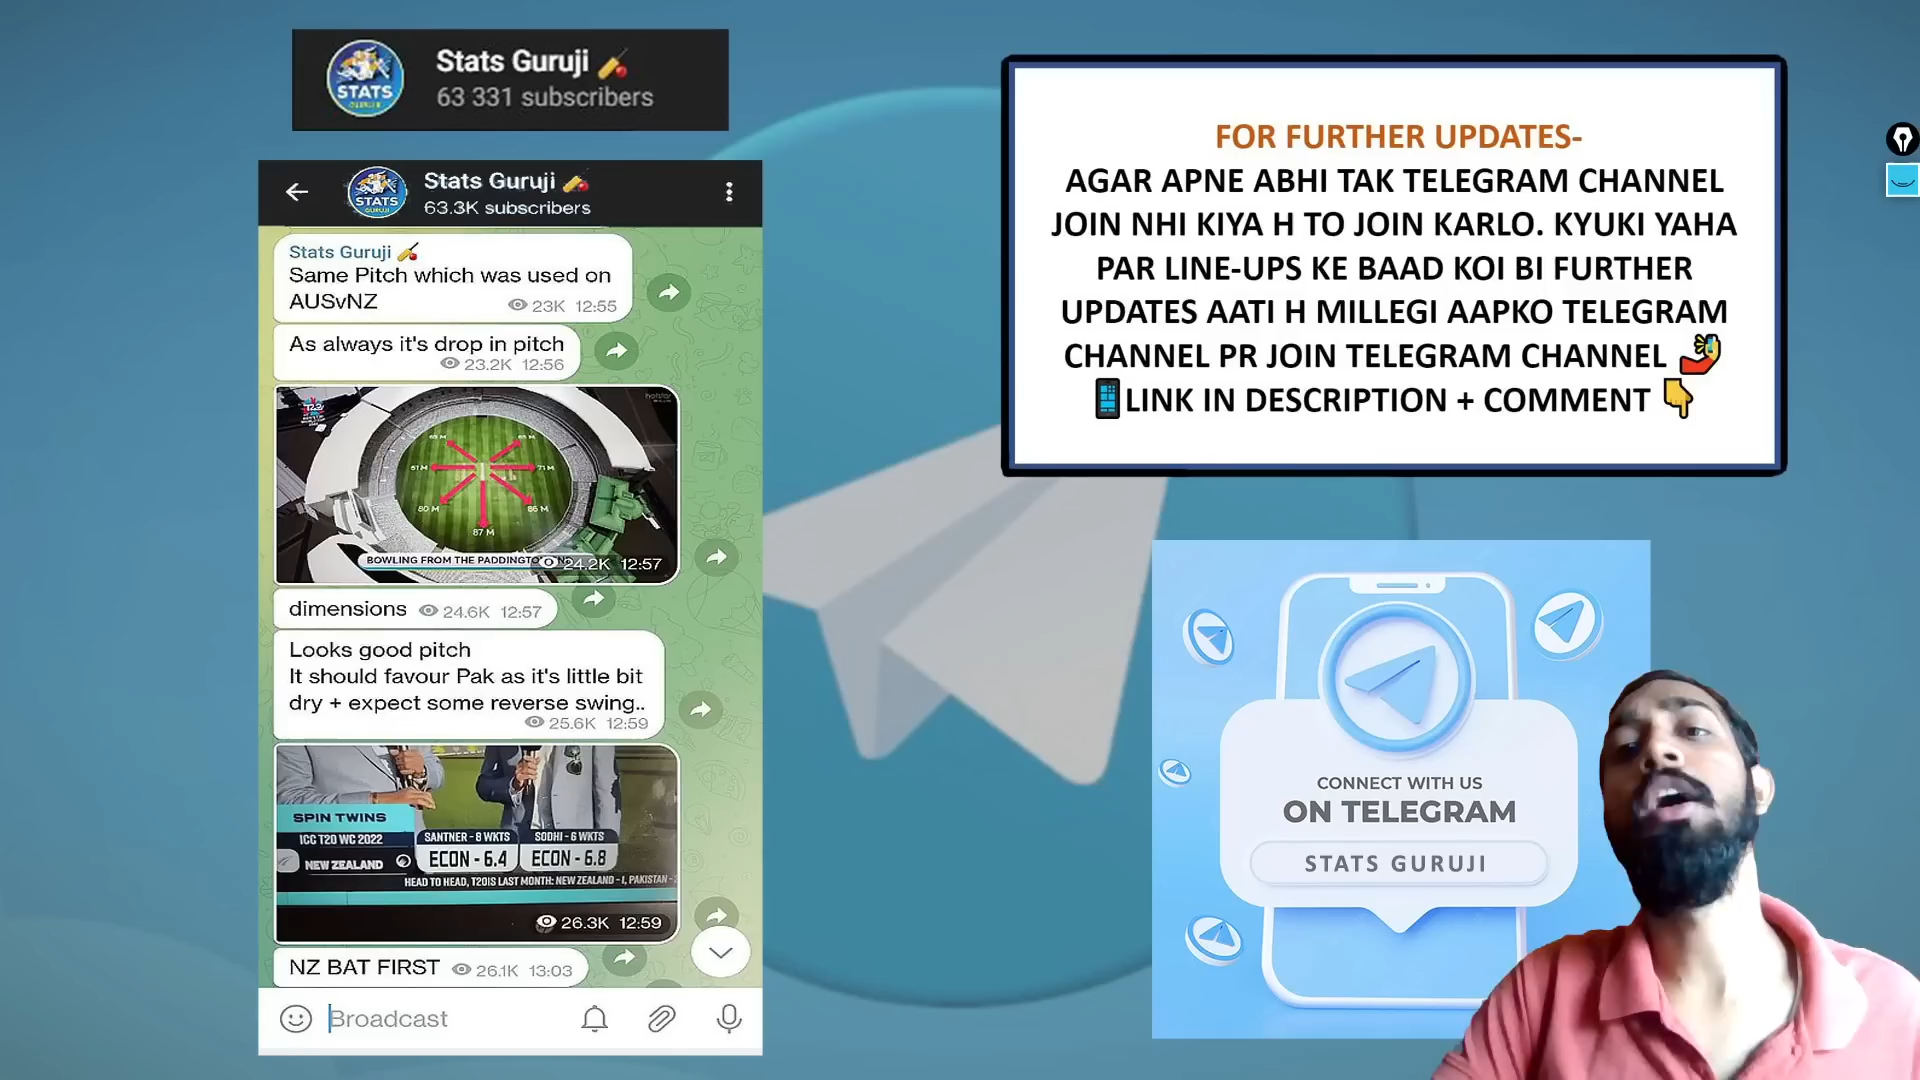 Stats Guruji
63 331 subscribers
STATS
Stats Guruji
63.3K subscribers
STATS
GURUJI
Stats Guruji
Same Pitch which was used on
AUSvNZ
23K 12:55
As always it's drop in pitch
23.2K 12:56
hotstar
71 M
80 M
86 M
87 M
BOWLING FROM THE PADDINGTO
24.2K 12:57
dimensions 24.6K 12:57
Looks good pitch
It should favour Pak as it's little bit
dry + expect some reverse swing..
25.6K 12:59
SPIN TWINS
ICC T20 WC 2022
NEW ZEALAND
SANTNER - 8 WKTS
ECON - 6.4
SODHI - 6 WKTS
ECON - 6.8
HEAD TO HEAD, T20IS LAST MONTH: NEW ZEALAND - 1, PAKISTAN -
26.3K 12:59
NZ BAT FIRST 26.1K 13:03
Broadcast
FOR FURTHER UPDATES-
AGAR APNE ABHI TAK TELEGRAM CHANNEL
JOIN NHI KIYA H TO JOIN KARLO. KYUKI YAHA
PAR LINE-UPS KE BAAD KOI BI FURTHER
UPDATES AATI H MILLEGI AAPKO TELEGRAM
CHANNEL PR JOIN TELEGRAM CHANNEL
LINK IN DESCRIPTION + COMMENT
CONNECT WITH US
ON TELEGRAM
STATS GURUJI